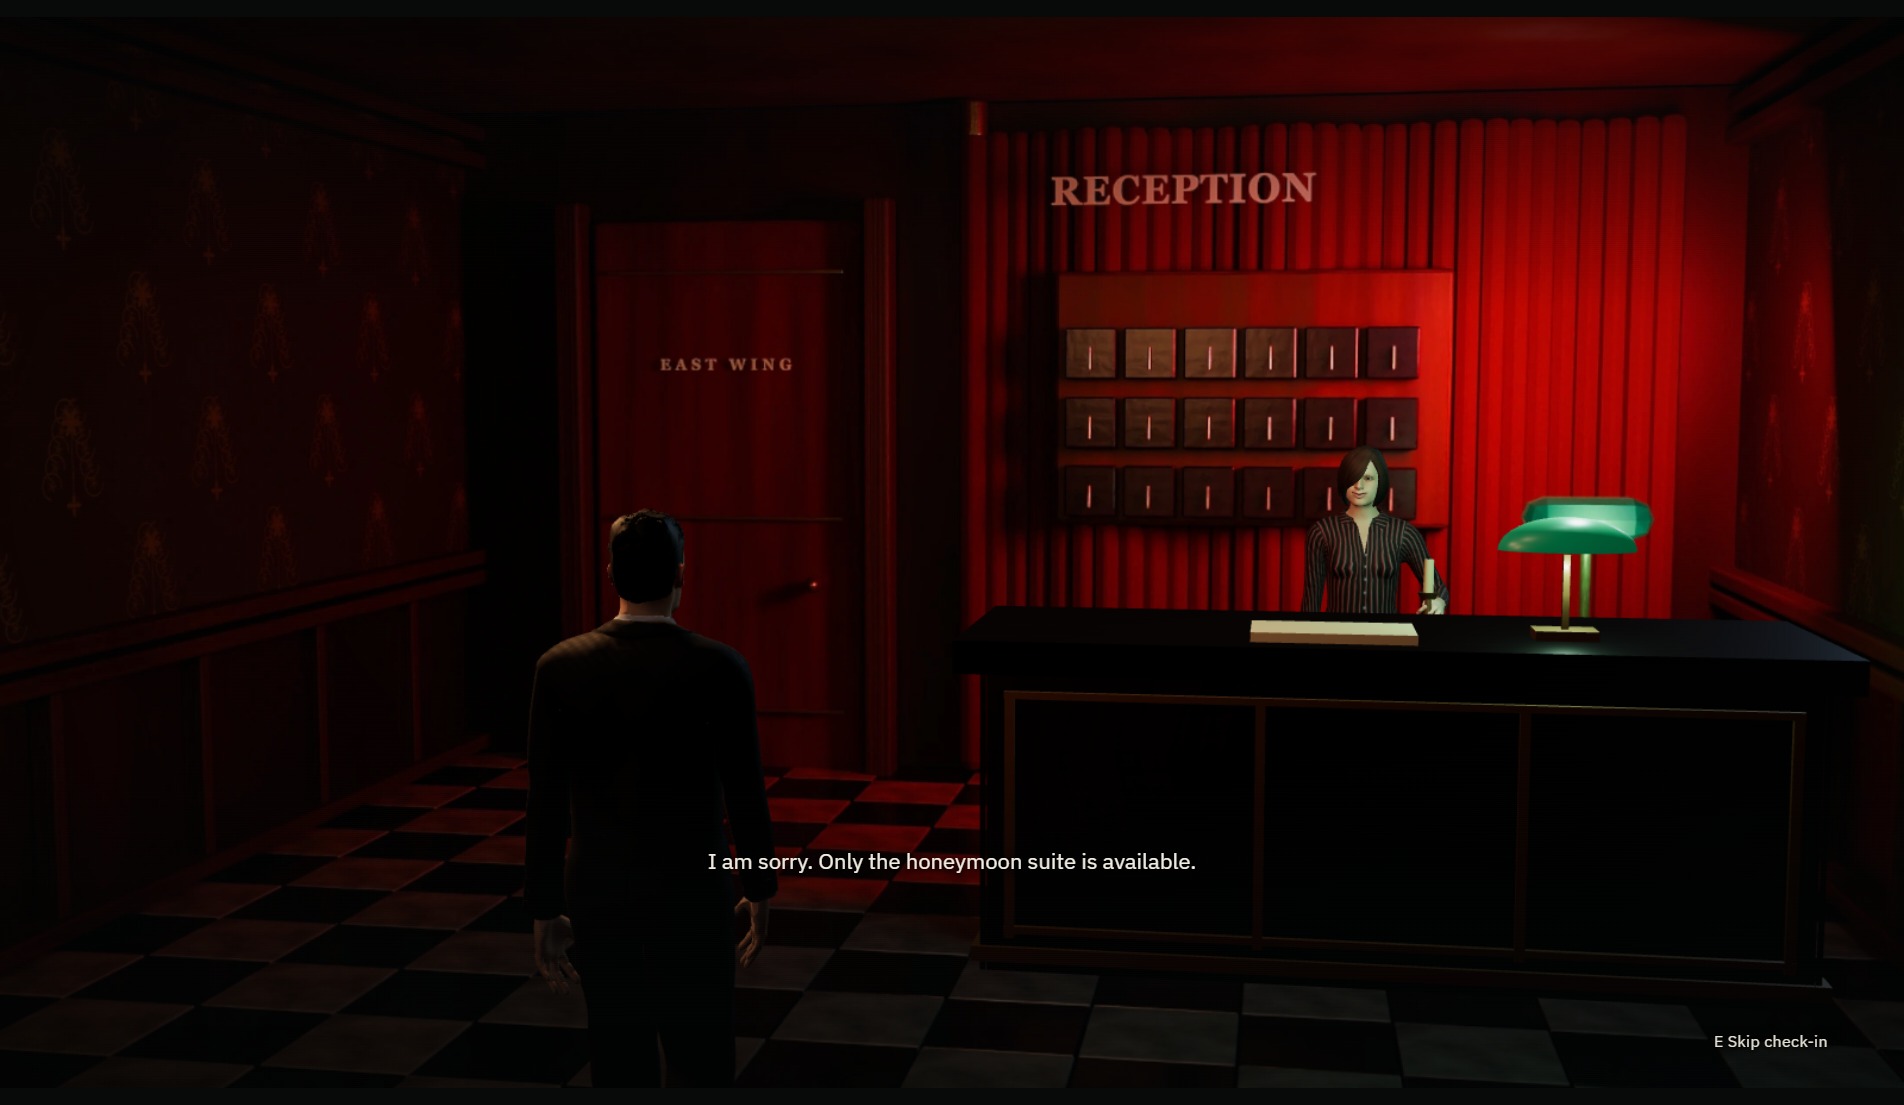 RECEPTION
EAST WING
I am sorry. Only the honeymoon suite is available.
E Skip check-in